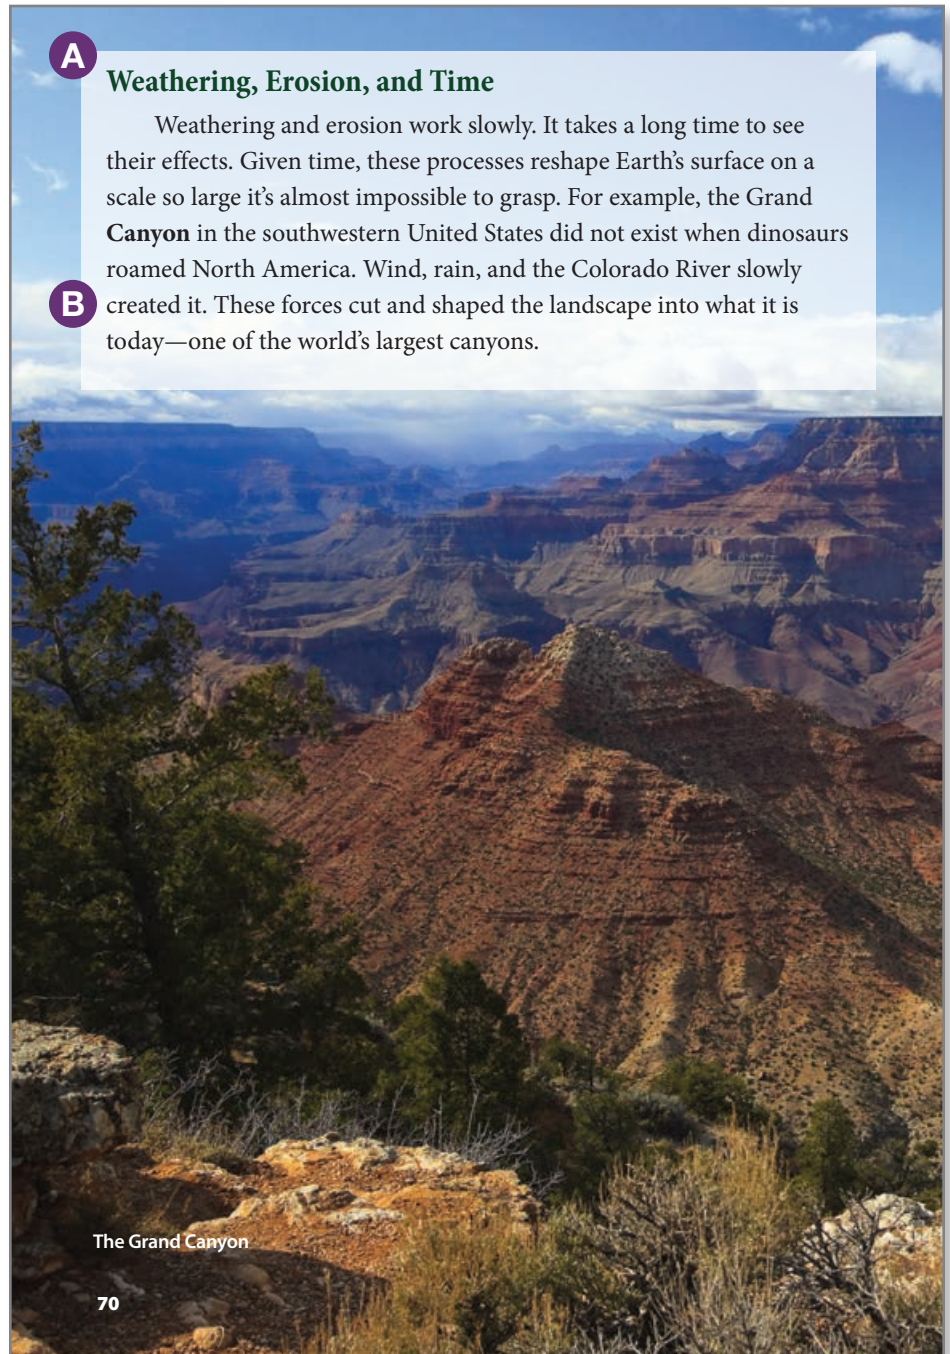 A
Weathering, Erosion, and Time
Weathering and erosion work slowly. It takes a long time to see
their effects. Given time, these processes reshape Earth’s surface on a
scale so large it’s almost impossible to grasp. For example, the Grand
Canyon in the southwestern United States did not exist when dinosaurs
roamed North America. Wind, rain, and the Colorado River slowly
B
created it. These forces cut and shaped the landscape into what it is
today—one of the world’s largest canyons.
The Grand Canyon
70